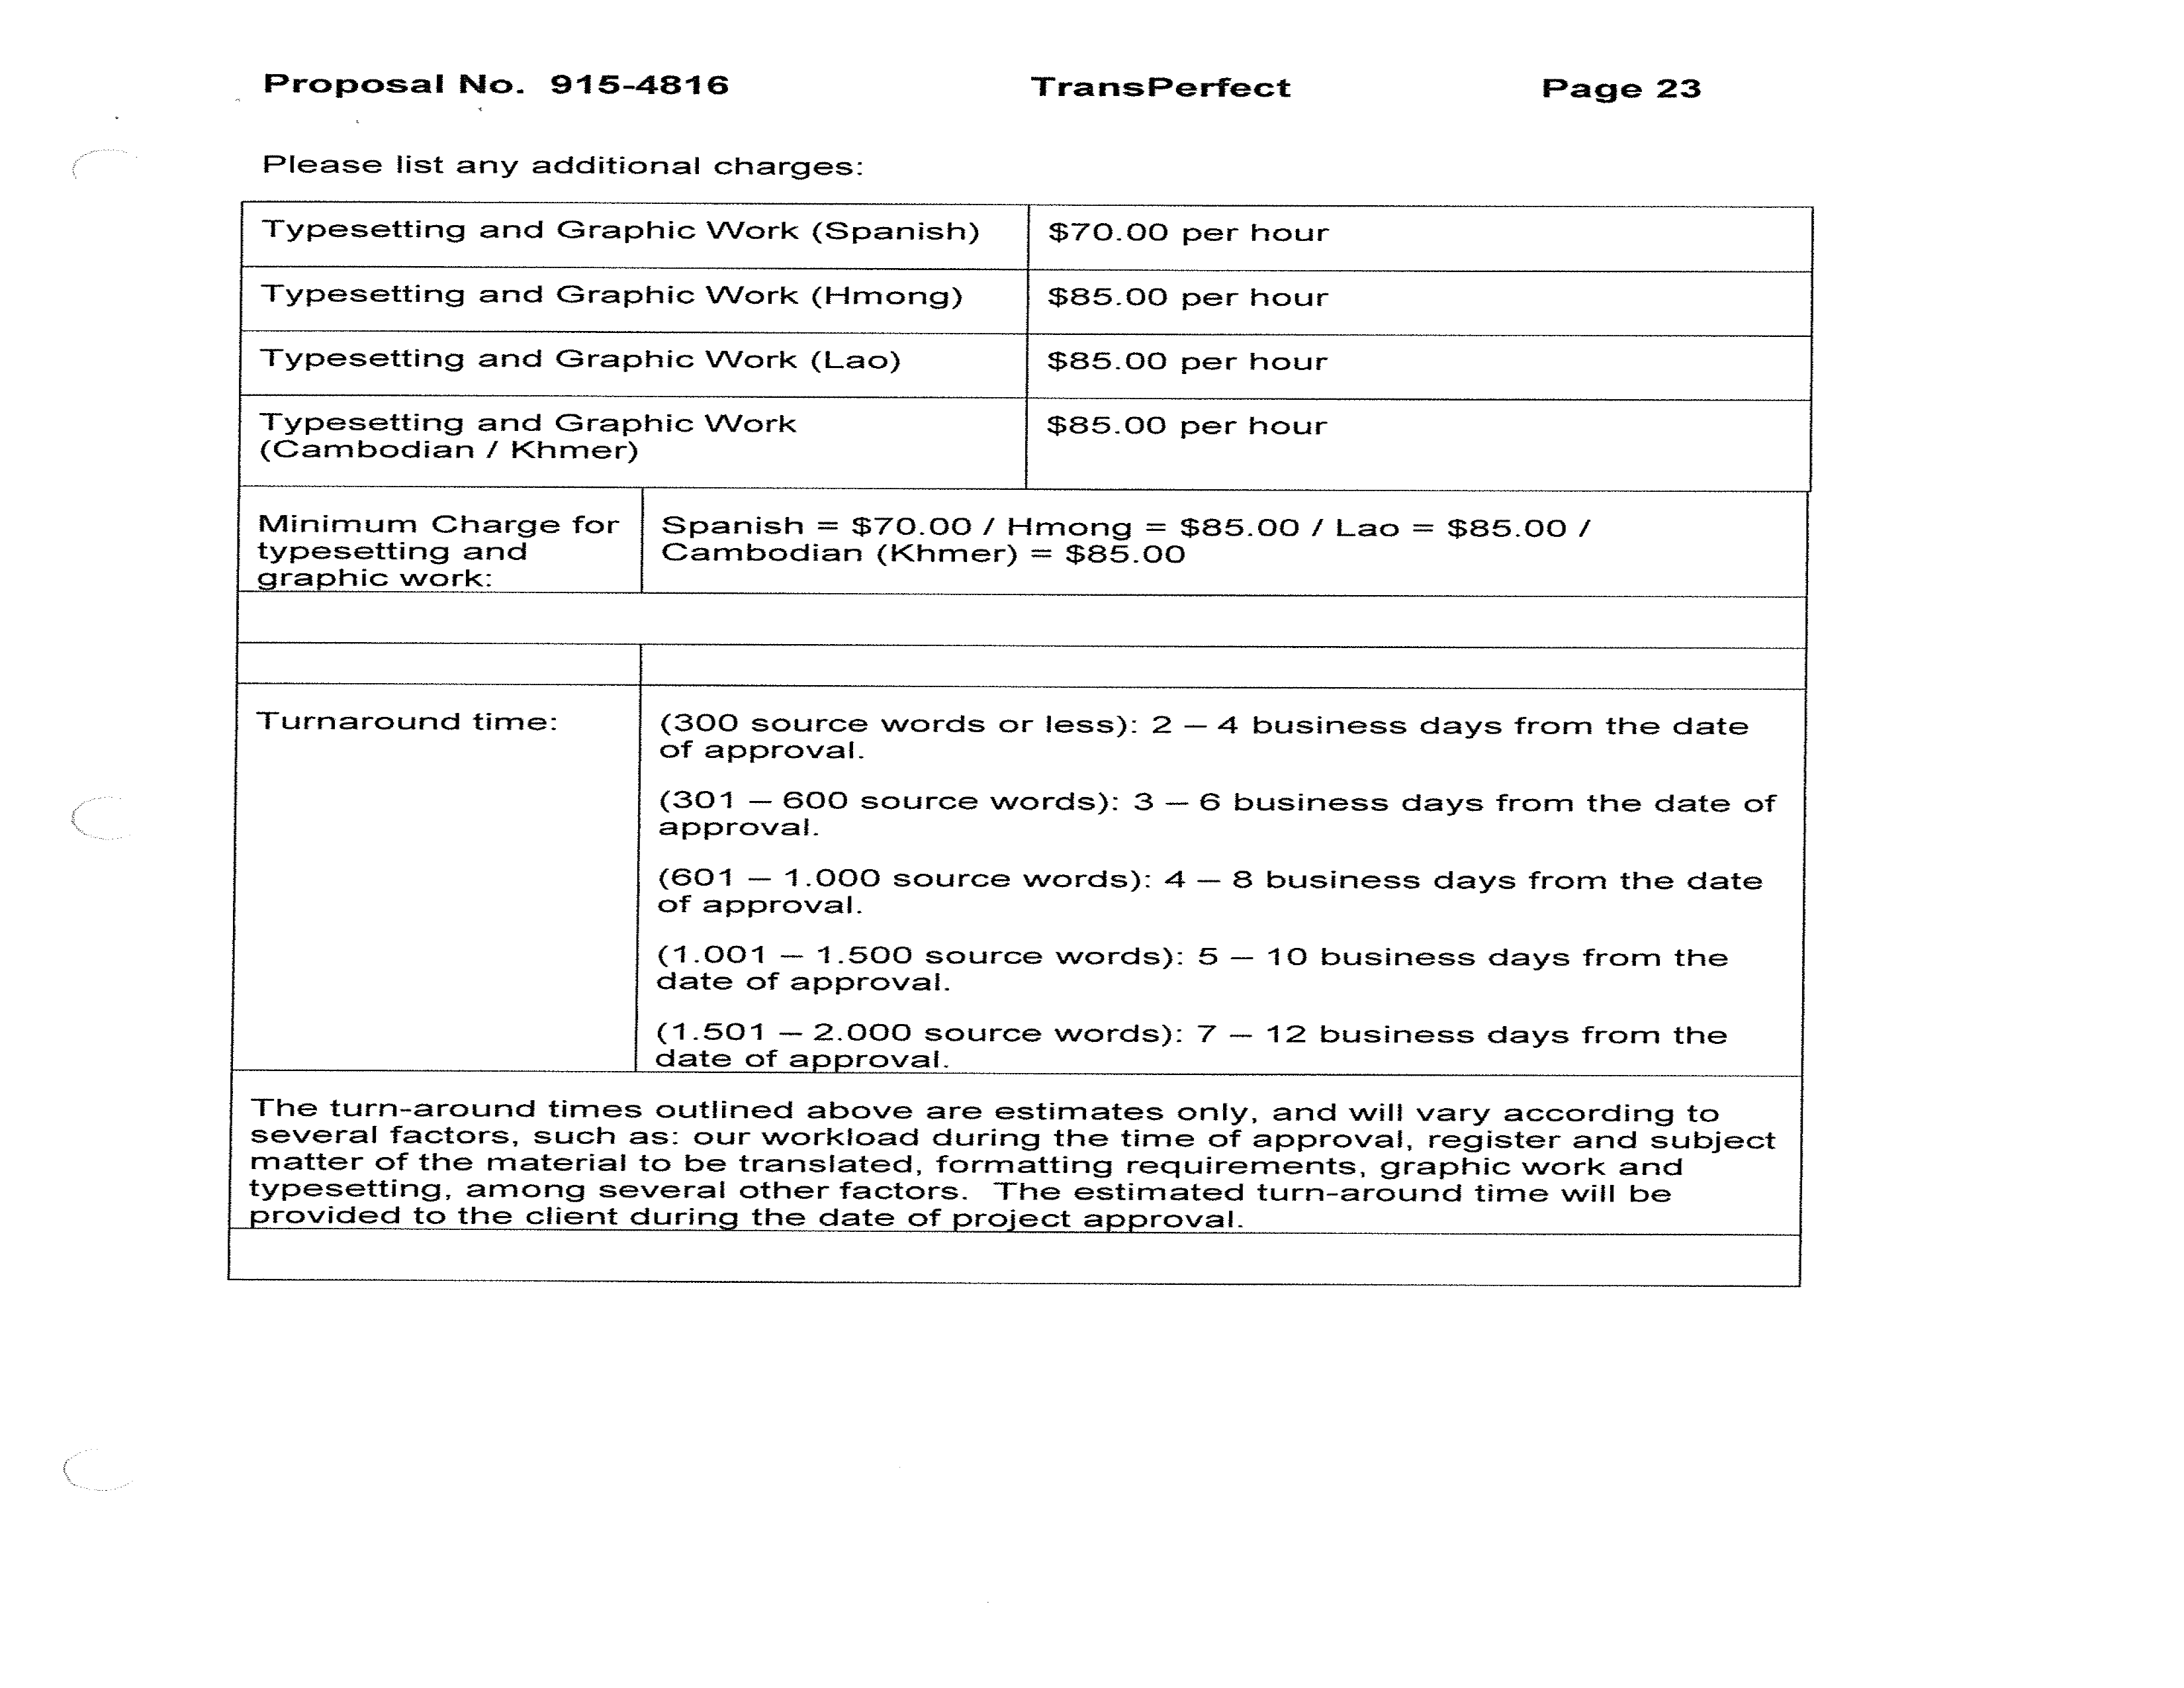 Proposal No. 915-4816 TransPerfect Page 23
Please list any additional charges:
Typesetting and Graphic Work (Spanish) $70.00 per hour
Typesetting and Graphic Work (Hmong) $85.00 per hour
Typesetting and Graphic Work (Lao) $85.00 per hour
Typesetting and Graphic Work $85.00 per hour
(Cambodian / Khmer)
Minimum Charge for
typesetting and
graphic work:
Spanish = $70.00 / Hmong = $85.00 / Lao = $85.00 /
Cambodian (Khmer) = $85.00
Turnaround time:
(300 source words or less): 2 – 4 business days from the date
of approval.
(301 – 600 source words): 3 – 6 business days from the date of
approval.
(601 – 1.000 source words): 4 – 8 business days from the date
of approval.
(1.001 – 1.500 source words): 5 – 10 business days from the
date of approval.
(1.501 – 2.000 source words): 7 – 12 business days from the
date of approval.
The turn-around times outlined above are estimates only, and will vary according to
several factors, such as: our workload during the time of approval, register and subject
matter of the material to be translated, formatting requirements, graphic work and
typesetting, among several other factors. The estimated turn-around time will be
provided to the client during the date of project approval.